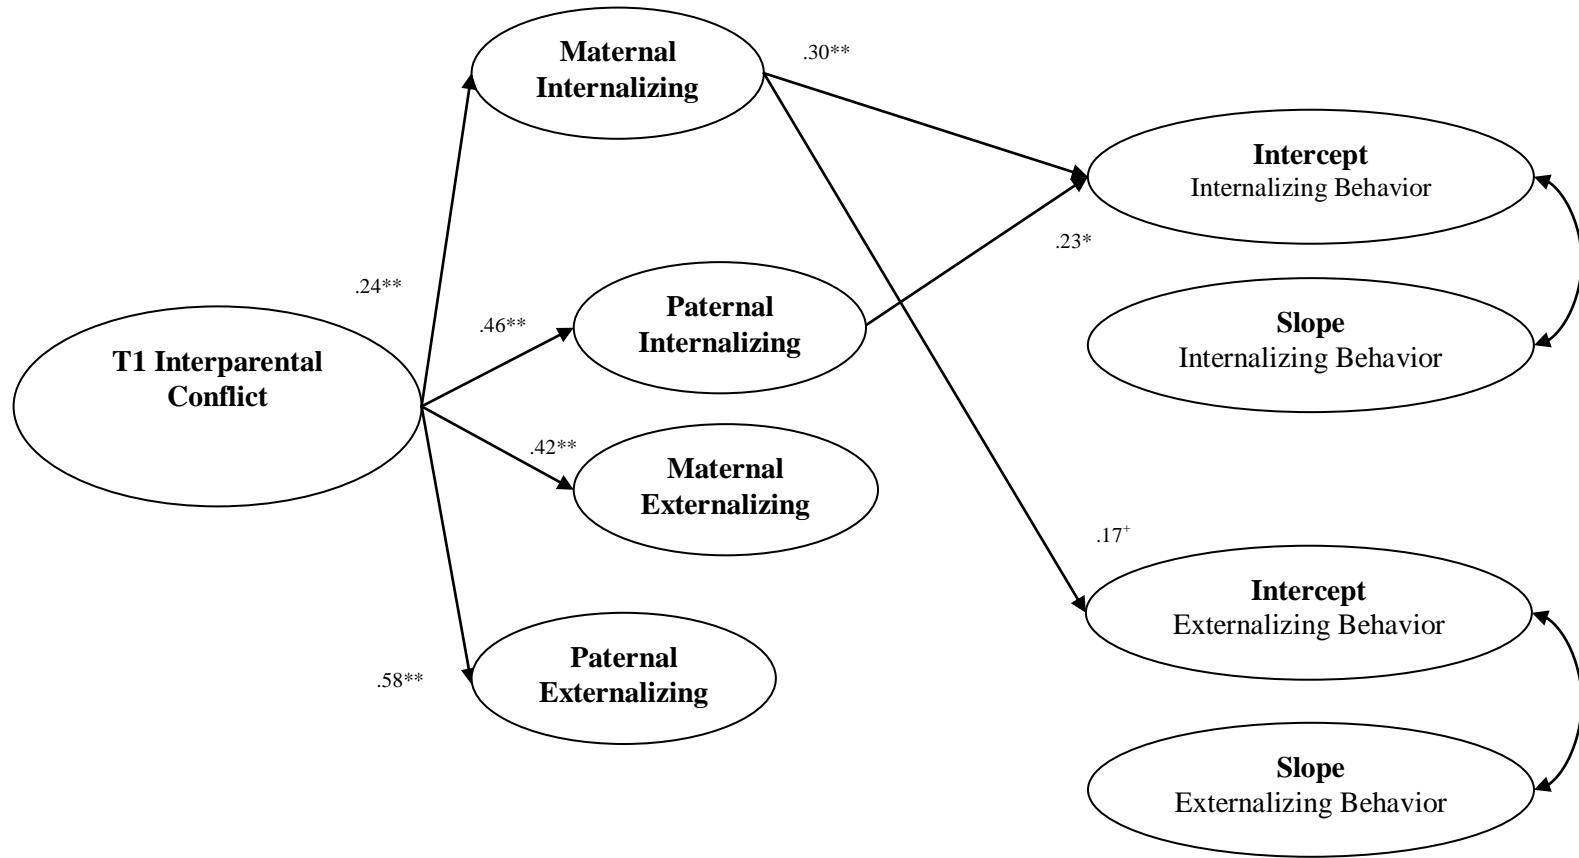 Maternal
Internalizing
.30**
Intercept
Internalizing Behavior
.23*
.24**
.46**
Paternal
Internalizing
Slope
Internalizing Behavior
T1 Interparental
Conflict
.42**
Maternal
Externalizing
.17+
Intercept
Externalizing Behavior
.58**
Paternal
Externalizing
Slope
Externalizing Behavior